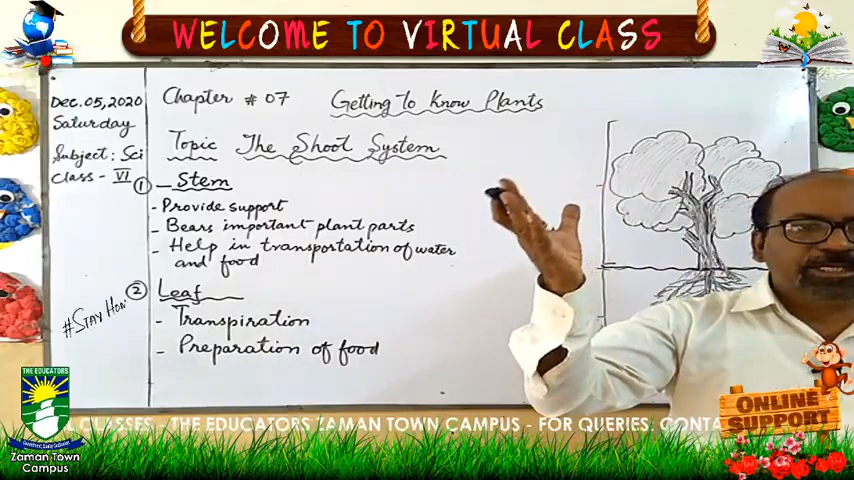 WELCOME TO VIRTUAL CLASS
Dec. 05, 2020
Saturday
Subject: Sci
Class - VI
Chapter # 07 Getting To Know Plants
Topic The Shoot System
① - Stem
- Provide support
- Bears important plant parts
- Help in transportation of water
and food
② Leaf
- Transpiration
- Preparation of food
#STAY HOM
THE EDUCATORS
Zaman Town
Campus
ONLINE
SUPPORT
L CLASSES - THE EDUCATORS ZAMAN TOWN CAMPUS - FOR QUERIES, CONTA